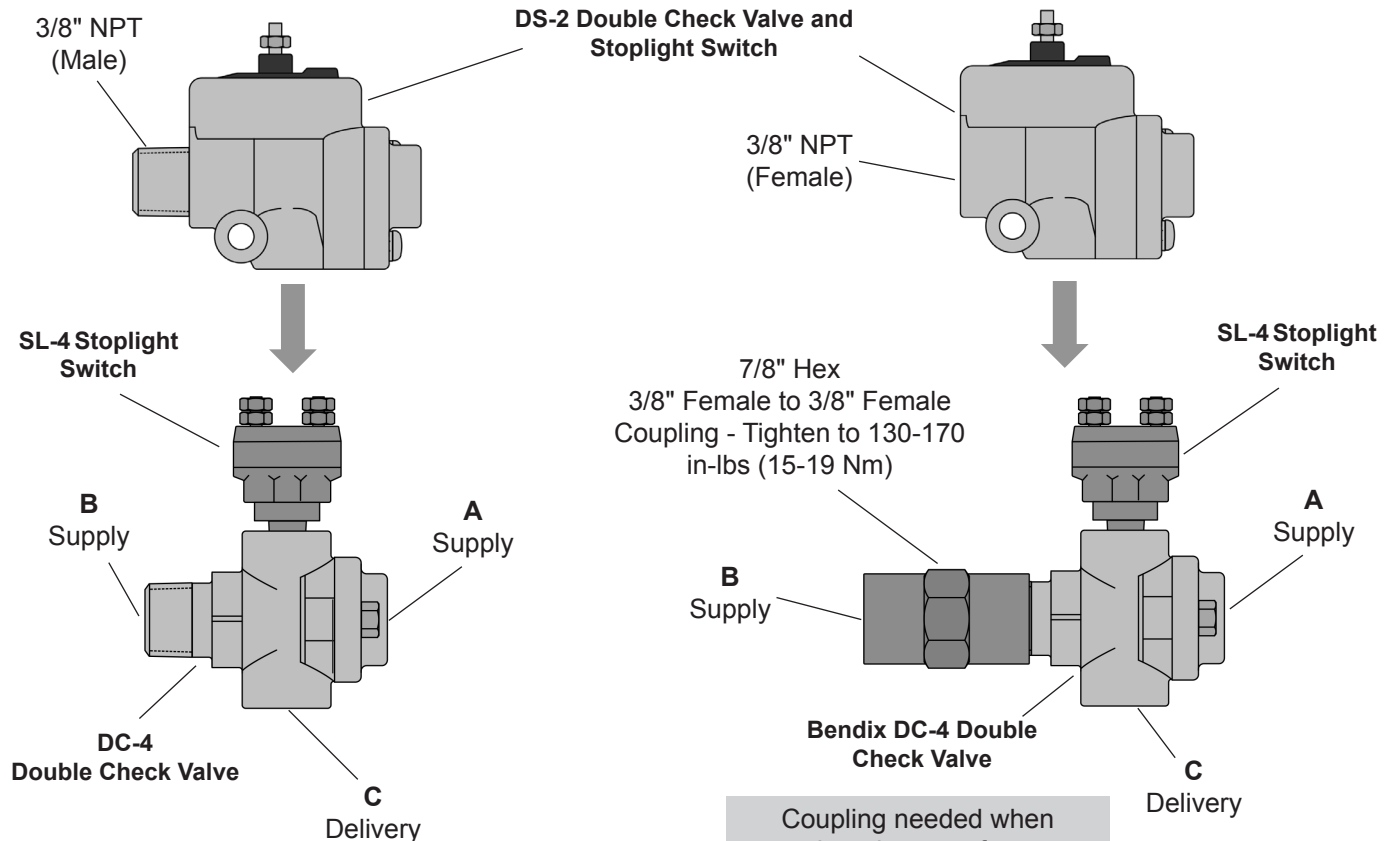 DS-2 Double Check Valve and
Stoplight Switch
3/8" NPT
(Male)
3/8" NPT
(Female)
SL-4 Stoplight
Switch
B
Supply
A
Supply
DC-4
Double Check Valve
C
Delivery
SL-4 Stoplight
Switch
7/8" Hex
3/8" Female to 3/8" Female
Coupling - Tighten to 130-170
in-lbs (15-19 Nm)
B
Supply
A
Supply
Bendix DC-4 Double
Check Valve
C
Delivery
Coupling needed when